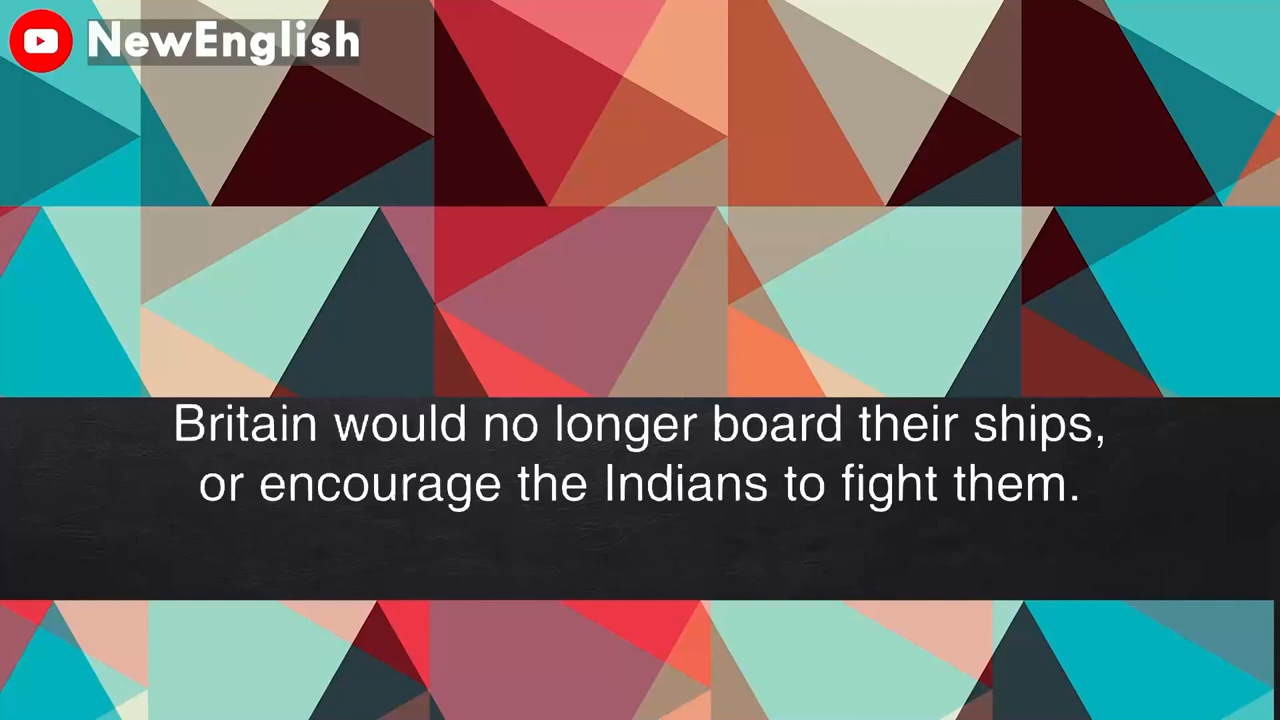 NewEnglish
Britain would no longer board their ships,
or encourage the Indians to fight them.